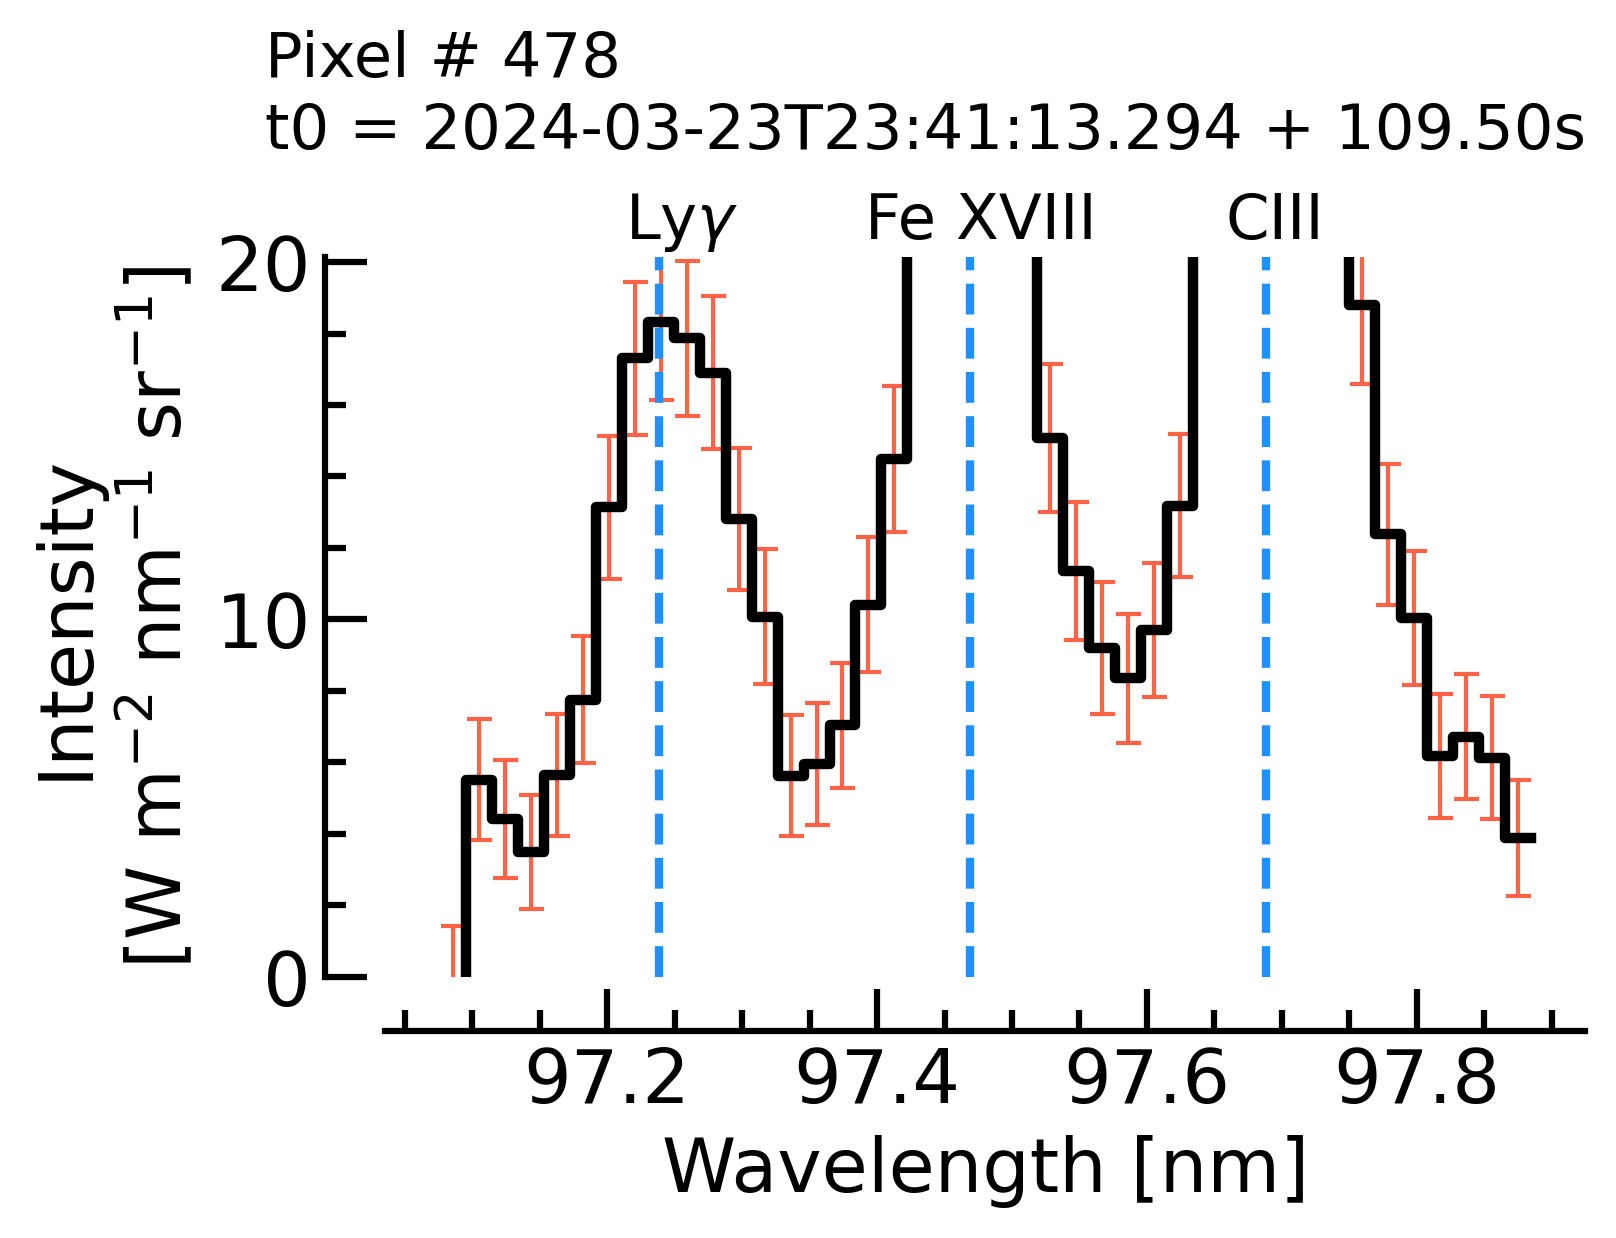 Pixel # 478
t0 = 2024-03-23T23:41:13.294 + 109.50s
Lyγ Fe XVIII CIII
20
10
0
Intensity
[W m⁻² nm⁻¹ sr⁻¹]
97.2 97.4 97.6 97.8
Wavelength [nm]